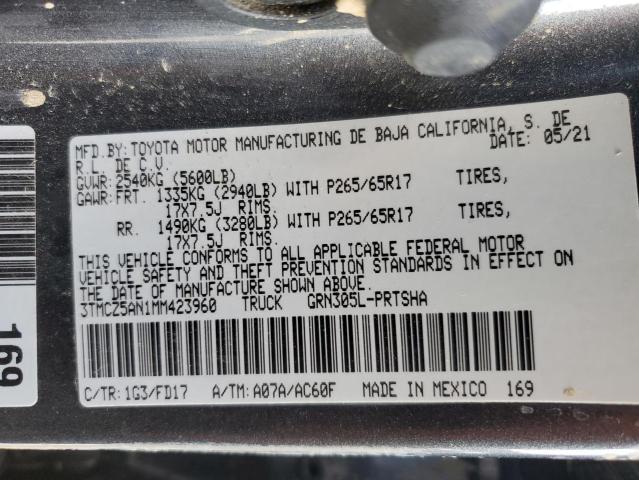 MFD.BY:TOYOTA MOTOR MANUFACTURING DE BAJA CALIFORNIA, S. DE
R.L. DE C.V. DATE: 05/21
GVWR: 2540KG (5600LB)
GAWR: FRT. 1335KG (2940LB) WITH P265/65R17 TIRES,
17X7.5J RIMS.
RR. 1490KG (3280LB) WITH P265/65R17 TIRES,
17X7.5J RIMS.
THIS VEHICLE CONFORMS TO ALL APPLICABLE FEDERAL MOTOR
VEHICLE SAFETY AND THEFT PREVENTION STANDARDS IN EFFECT ON
THE DATE OF MANUFACTURE SHOWN ABOVE.
3TMCZ5AN1MM423960 TRUCK GRN305L-PRTSHA
C/TR: 1G3/FD17 A/TM: A07A/AC60F MADE IN MEXICO 169
169